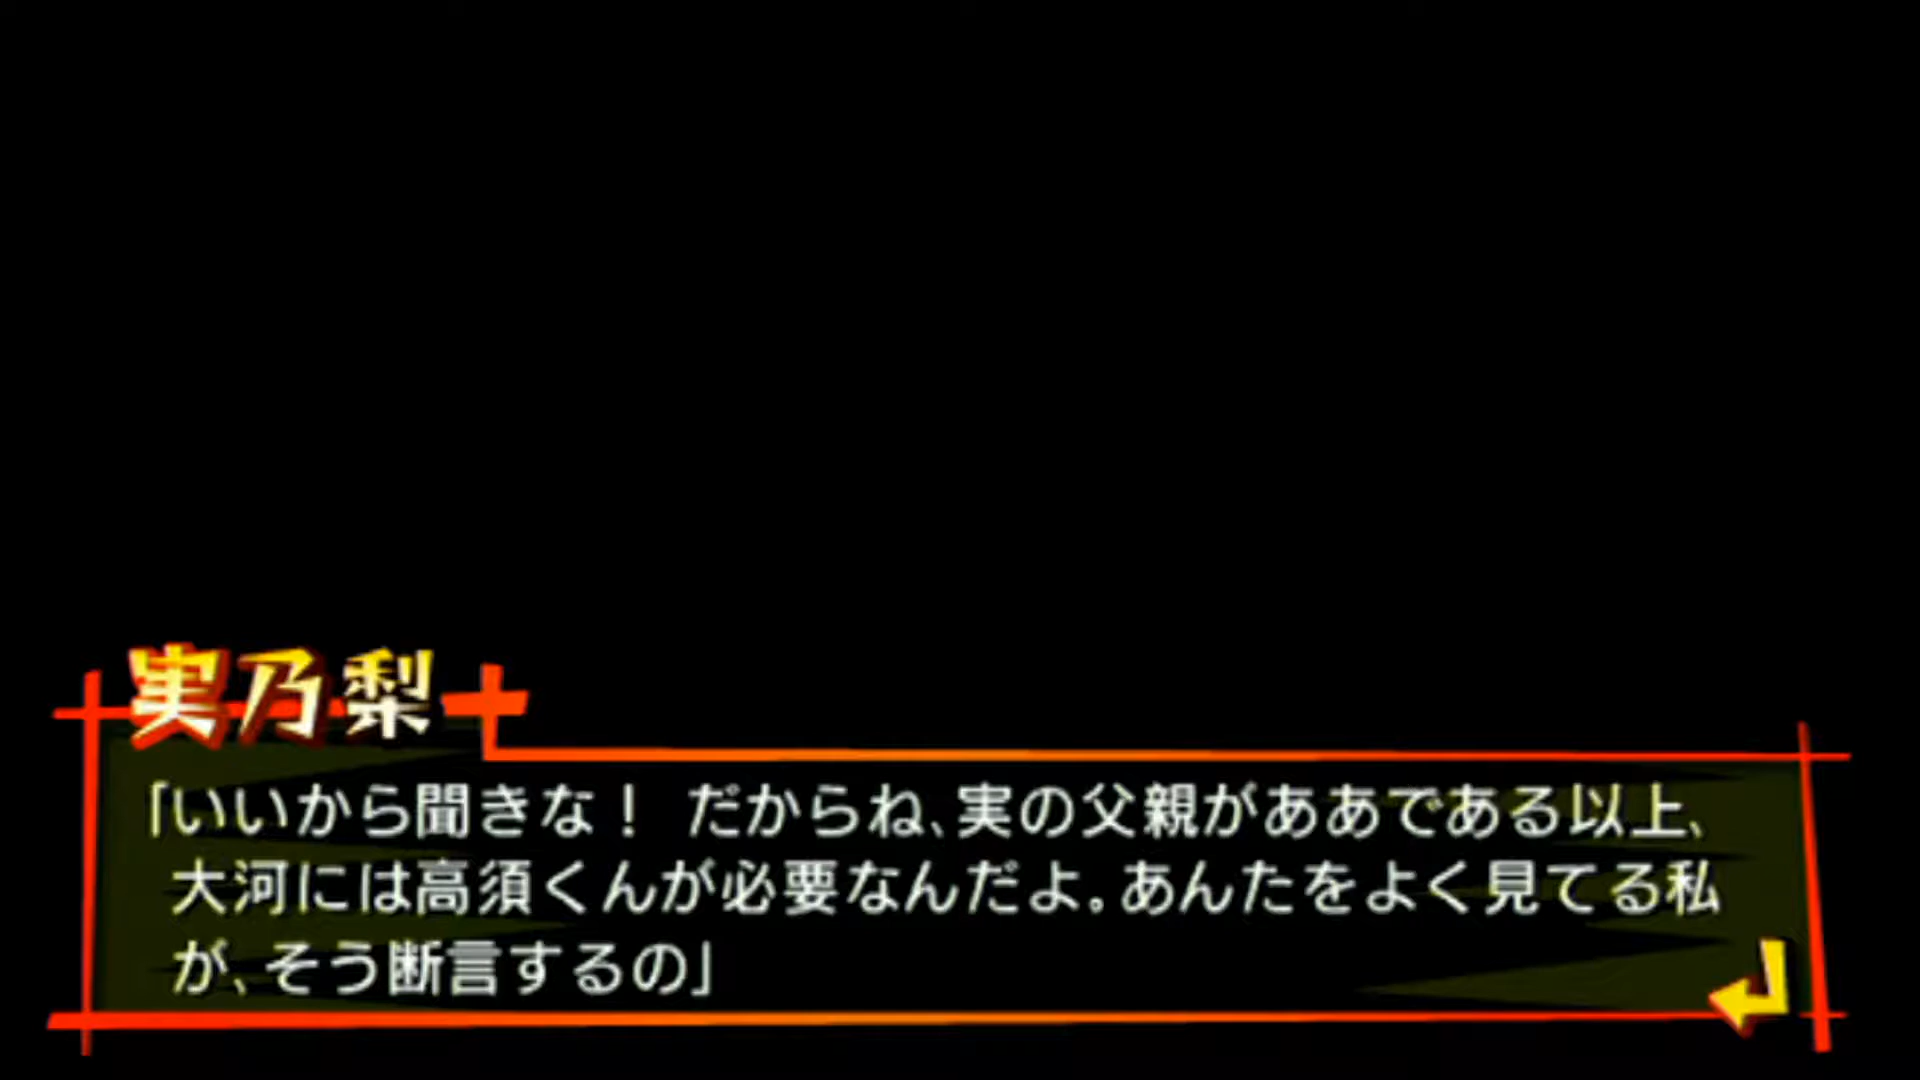 実乃梨
「いいから聞きな！ だからね、実の父親がああである以上、
大河には高須くんが必要なんだよ。あんたをよく見てる私
が、そう断言するの」